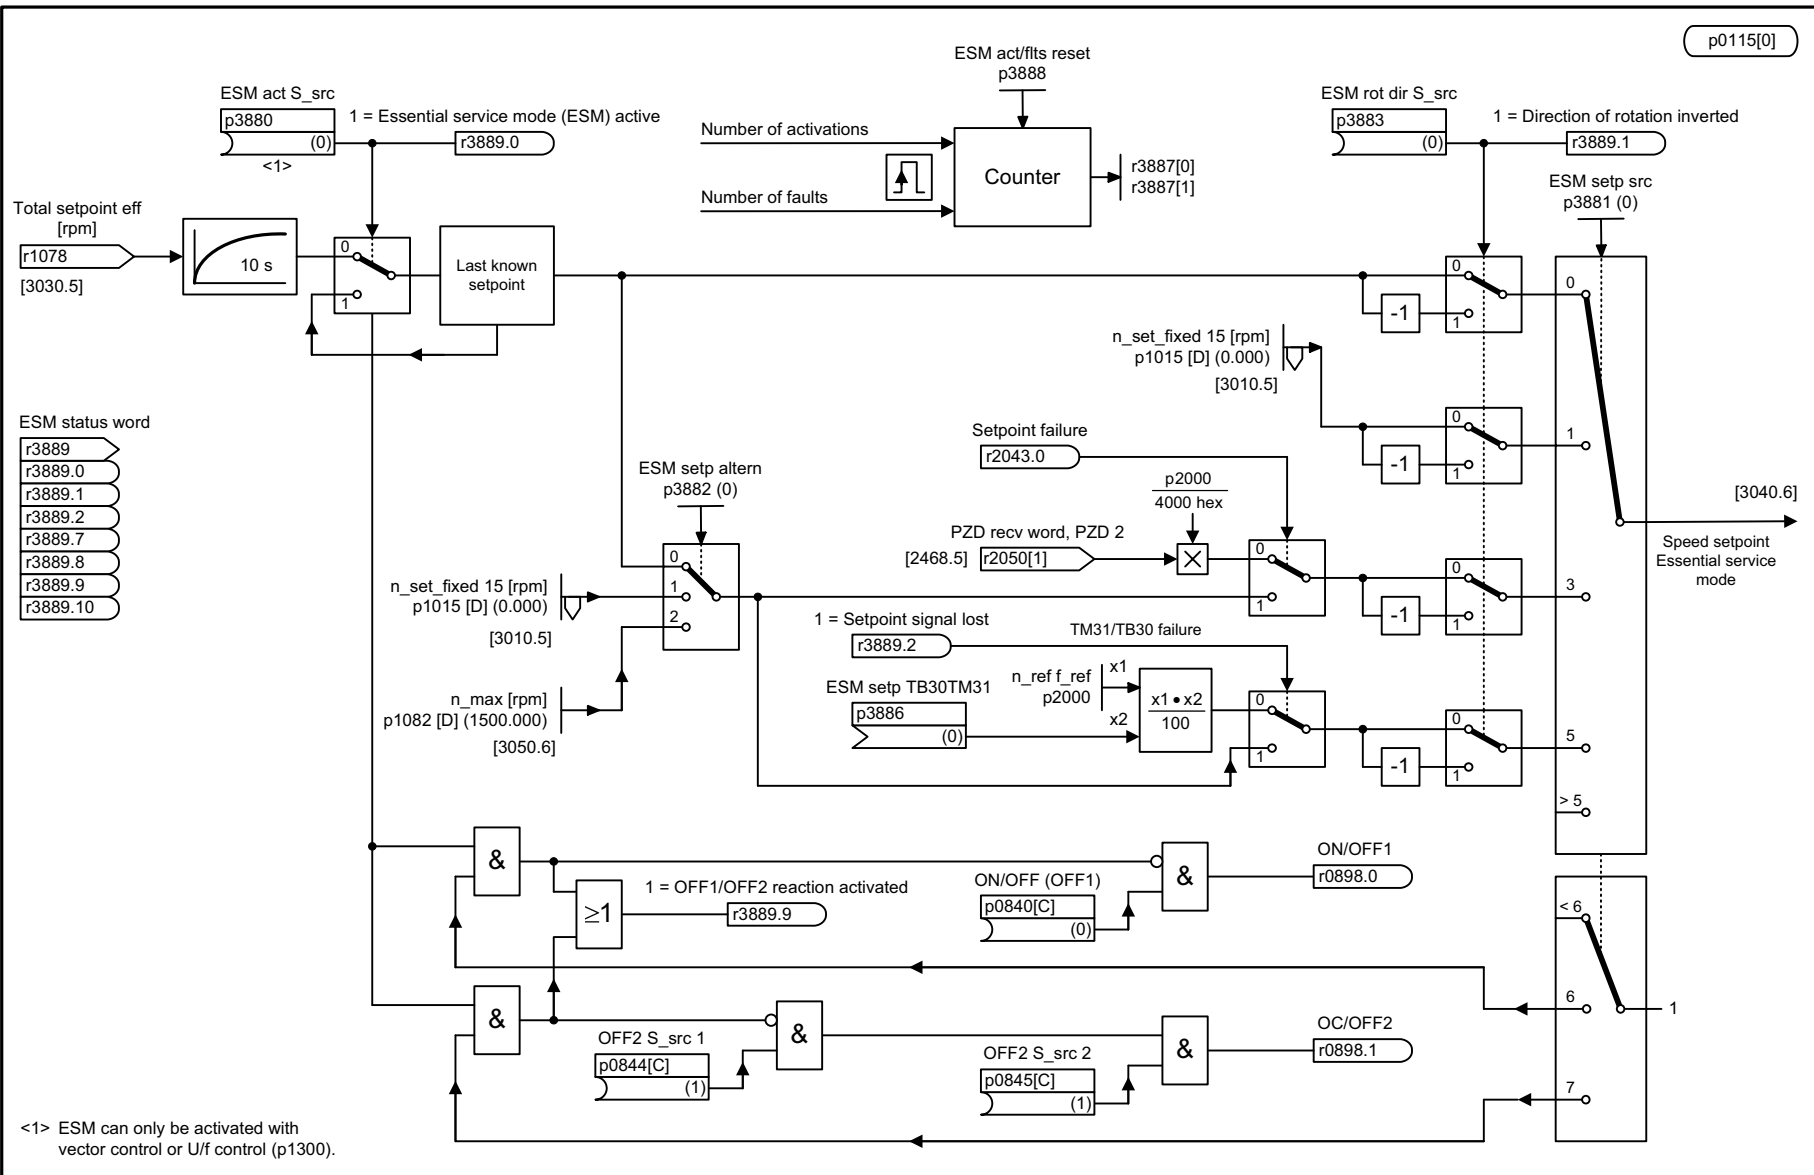 p0115[0]
ESM act/flts reset
p3888
ESM act S_src
p3880
(0)
<1>
1 = Essential service mode (ESM) active
r3889.0
Number of activations
Number of faults
Counter
r3887[0]
r3887[1]
ESM rot dir S_src
p3883
(0)
1 = Direction of rotation inverted
r3889.1
ESM setp src
p3881 (0)
Total setpoint eff
[rpm]
r1078
[3030.5]
10 s
0
1
Last known
setpoint
0
-1
1
0
n_set_fixed 15 [rpm]
p1015 [D] (0.000)
[3010.5]
0
-1
1
1
ESM status word
r3889
r3889.0
r3889.1
r3889.2
r3889.7
r3889.8
r3889.9
r3889.10
Setpoint failure
r2043.0
ESM setp altern
p3882 (0)
0
1
2
n_set_fixed 15 [rpm]
p1015 [D] (0.000)
[3010.5]
n_max [rpm]
p1082 [D] (1500.000)
[3050.6]
p2000
4000 hex
PZD recv word, PZD 2
[2468.5]
r2050[1]
×
0
1
0
-1
1
3
[3040.6]
Speed setpoint
Essential service
mode
1 = Setpoint signal lost
r3889.2
TM31/TB30 failure
n_ref f_ref
p2000
x1
ESM setp TB30TM31
p3886
(0)
x2
x1 • x2
100
0
1
0
-1
1
5
> 5
&
≥1
1 = OFF1/OFF2 reaction activated
r3889.9
ON/OFF (OFF1)
p0840[C]
(0)
&
ON/OFF1
r0898.0
< 6
6
1
7
&
OFF2 S_src 1
p0844[C]
(1)
&
OFF2 S_src 2
p0845[C]
(1)
&
OC/OFF2
r0898.1
<1> ESM can only be activated with
vector control or U/f control (p1300).